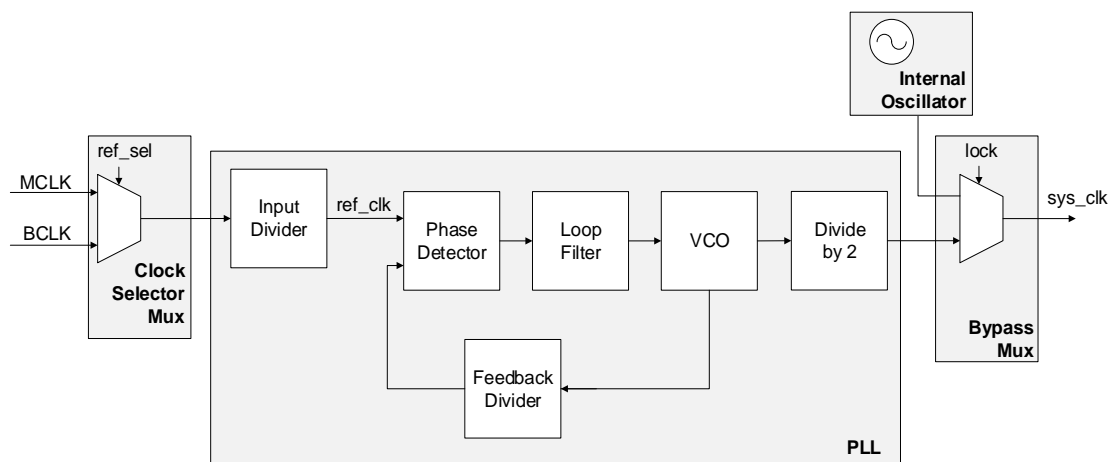 Internal
Oscillator
ref_sel
lock
MCLK
BCLK
Clock
Selector
Mux
Input
Divider
ref_clk
Phase
Detector
Loop
Filter
VCO
Divide
by 2
sys_clk
Feedback
Divider
Bypass
Mux
PLL